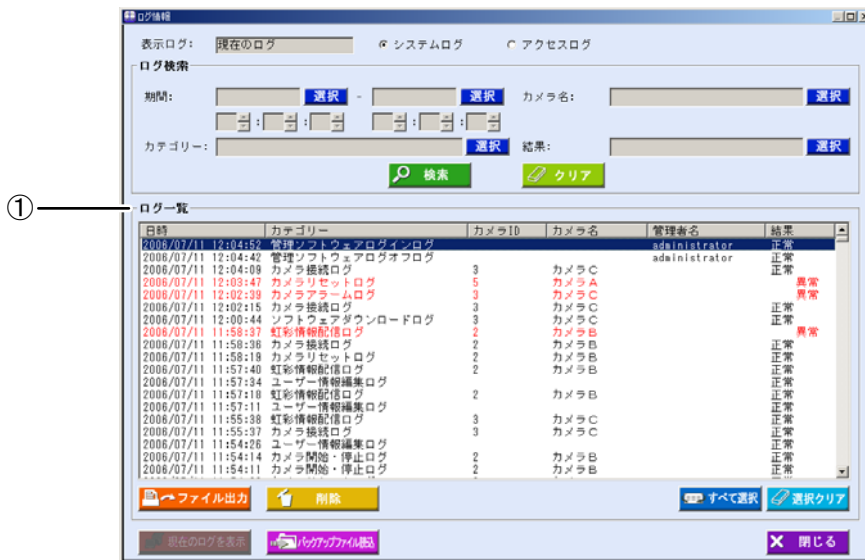 ログ情報
表示ログ: 現在のログ システムログ アクセスログ
ログ検索
期間: 選択 - 選択 カメラ名: 選択
: : : :
カテゴリー: 選択 結果: 選択
検索 クリア
①
ログ一覧
日時 カテゴリー カメラID カメラ名 管理者名 結果
2006/07/11 12:04:52 管理ソフトウェアログインログ administrator 正常
2006/07/11 12:04:42 管理ソフトウェアログオフログ administrator 正常
2006/07/11 12:04:09 カメラ接続ログ 3 カメラC 正常
2006/07/11 12:03:47 カメラリセットログ 5 カメラA 異常
2006/07/11 12:02:39 カメラアラームログ 3 カメラC 異常
2006/07/11 12:02:15 カメラ接続ログ 3 カメラC 正常
2006/07/11 12:00:44 ソフトウェアダウンロードログ 3 カメラC 正常
2006/07/11 11:58:37 虹彩情報配信ログ 2 カメラB 異常
2006/07/11 11:58:36 カメラ接続ログ 2 カメラB 正常
2006/07/11 11:58:19 カメラリセットログ 2 カメラB 正常
2006/07/11 11:57:40 虹彩情報配信ログ 2 カメラB 正常
2006/07/11 11:57:34 ユーザー情報編集ログ 正常
2006/07/11 11:57:18 虹彩情報配信ログ 2 カメラB 正常
2006/07/11 11:57:11 ユーザー情報編集ログ 正常
2006/07/11 11:55:38 虹彩情報配信ログ 3 カメラC 正常
2006/07/11 11:55:37 カメラ接続ログ 3 カメラC 正常
2006/07/11 11:54:26 ユーザー情報編集ログ 正常
2006/07/11 11:54:14 カメラ開始・停止ログ 2 カメラB 正常
2006/07/11 11:54:11 カメラ開始・停止ログ 2 カメラB 正常
ファイル出力 削除 すべて選択 選択クリア
現在のログを表示 バックアップファイル読込 閉じる